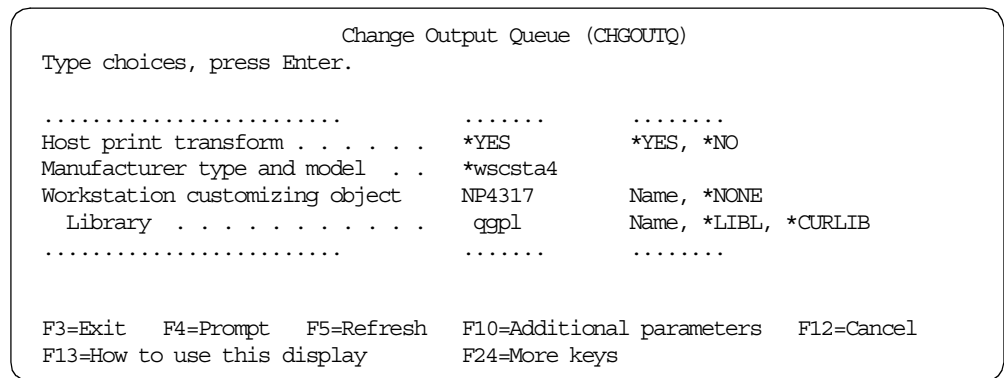 Change Output Queue (CHGOUTQ)
Type choices, press Enter.
......................... ....... ........
Host print transform . . . . . . *YES *YES, *NO
Manufacturer type and model . . *wscsta4
Workstation customizing object NP4317 Name, *NONE
Library . . . . . . . . . . . qgpl Name, *LIBL, *CURLIB
......................... ....... ........
F3=Exit F4=Prompt F5=Refresh F10=Additional parameters F12=Cancel
F13=How to use this display F24=More keys